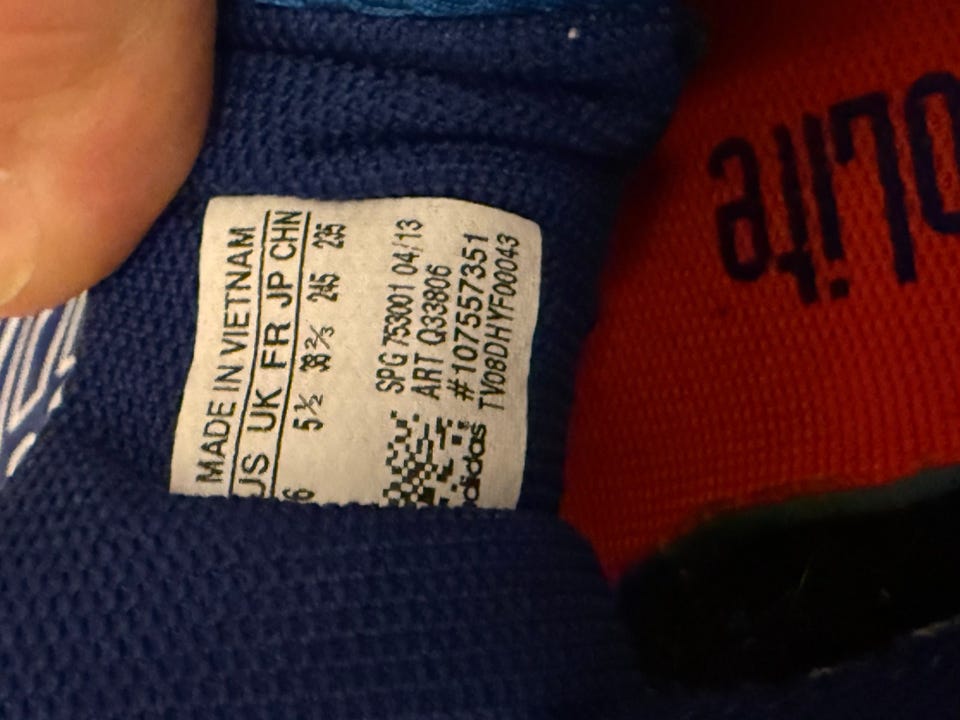 MADE IN VIETNAM
US UK FR JP CHN
6 5½ 38⅔ 245 235
SPG 753001 04/13
ART Q33806
#107557351
TV08DHYF00043
adidas
oLite